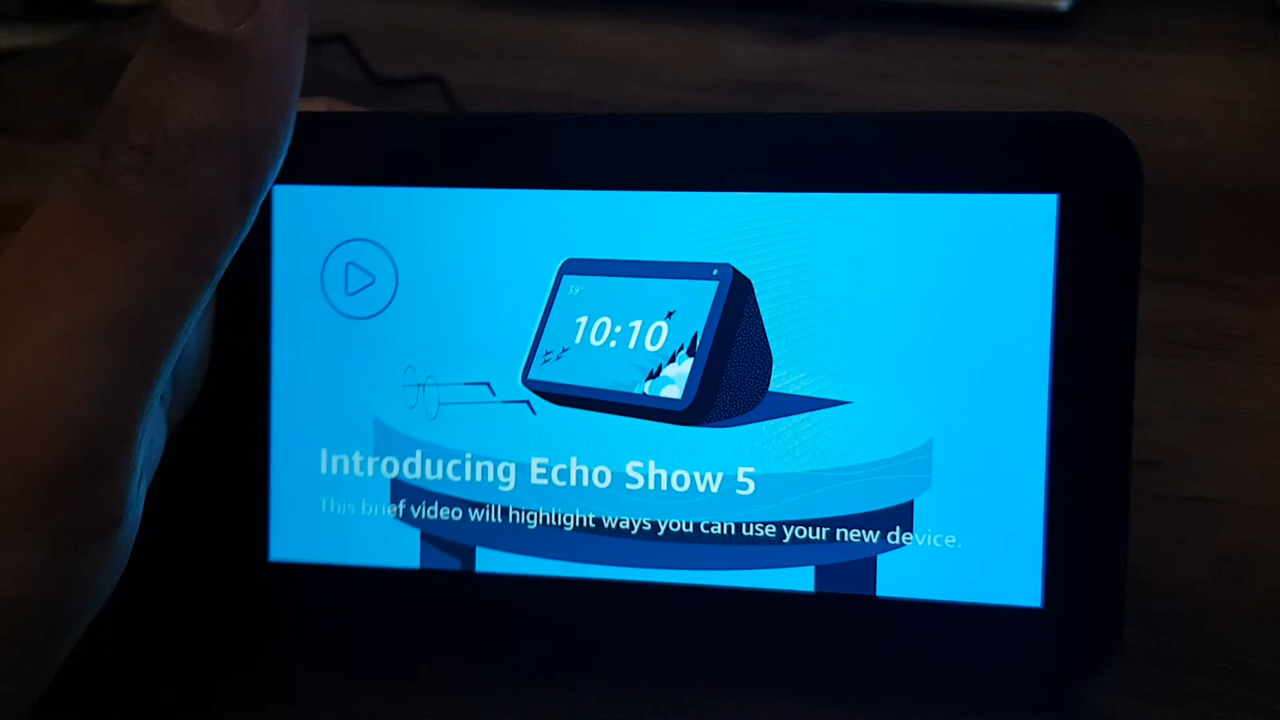 39°
10:10
Introducing Echo Show 5
This brief video will highlight ways you can use your new device.